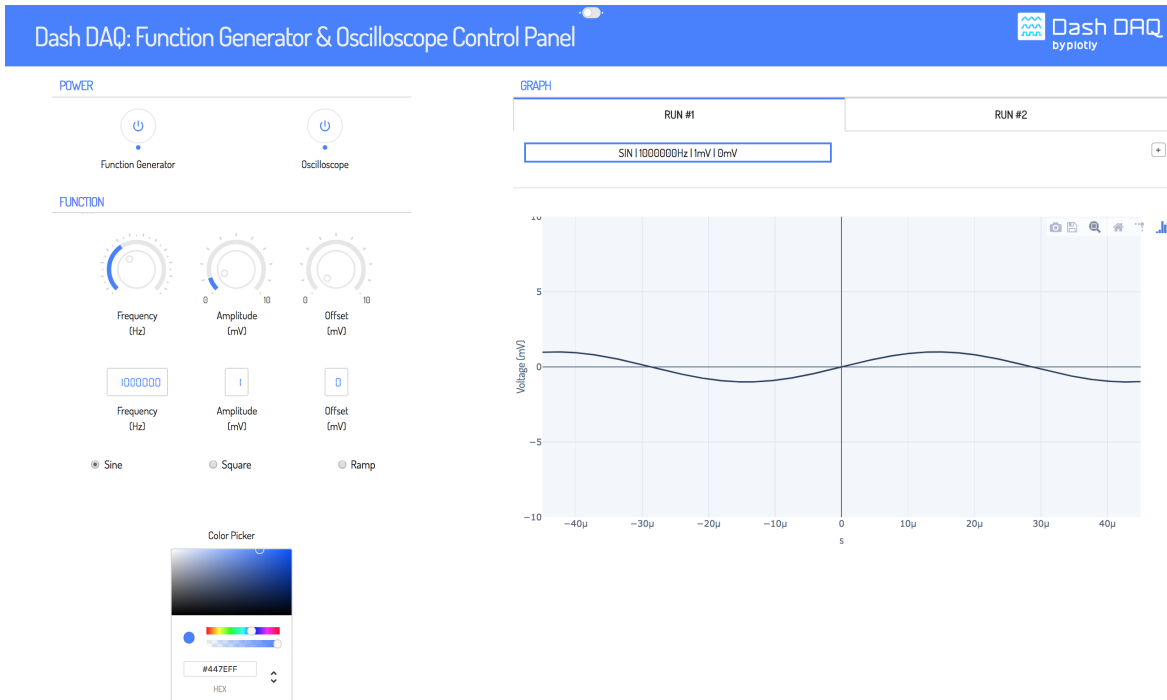 Dash DAQ: Function Generator & Oscilloscope Control Panel
Dash DAQ
by plotly
POWER
Function Generator
Oscilloscope
FUNCTION
0 10
0 10
Frequency
(Hz)
Amplitude
(mV)
Offset
(mV)
1000000
1
0
Frequency
(Hz)
Amplitude
(mV)
Offset
(mV)
Sine
Square
Ramp
Color Picker
#447EFF
HEX
GRAPH
RUN #1
RUN #2
SIN | 1000000Hz | 1mV | 0mV
+
10
5
0
−5
−10
Voltage (mV)
−40μ −30μ −20μ −10μ 0 10μ 20μ 30μ 40μ
s